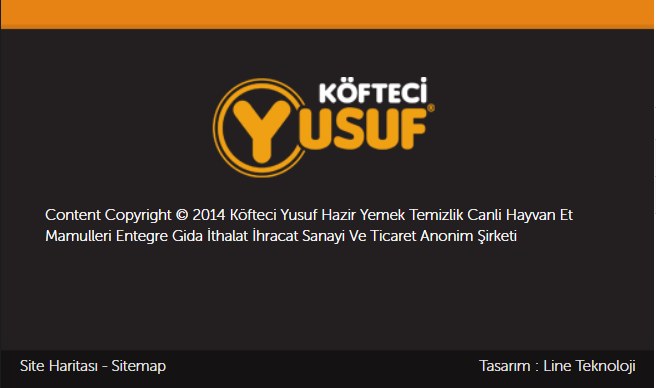 KÖFTECİ
YUSUF®
Content Copyright © 2014 Köfteci Yusuf Hazir Yemek Temizlik Canli Hayvan Et
Mamulleri Entegre Gida İthalat İhracat Sanayi Ve Ticaret Anonim Şirketi
Site Haritası - Sitemap
Tasarım : Line Teknoloji